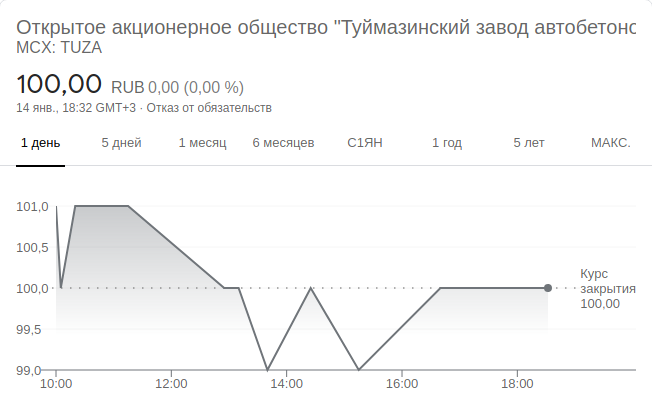 Открытое акционерное общество "Туймазинский завод автобетоно
MCX: TUZA
100,00 RUB 0,00 (0,00 %)
14 янв., 18:32 GMT+3 · Отказ от обязательств
1 день 5 дней 1 месяц 6 месяцев С1ЯН 1 год 5 лет МАКС.
101,0
100,5
100,0
99,5
99,0
Курс
закрытия
100,00
10:00 12:00 14:00 16:00 18:00